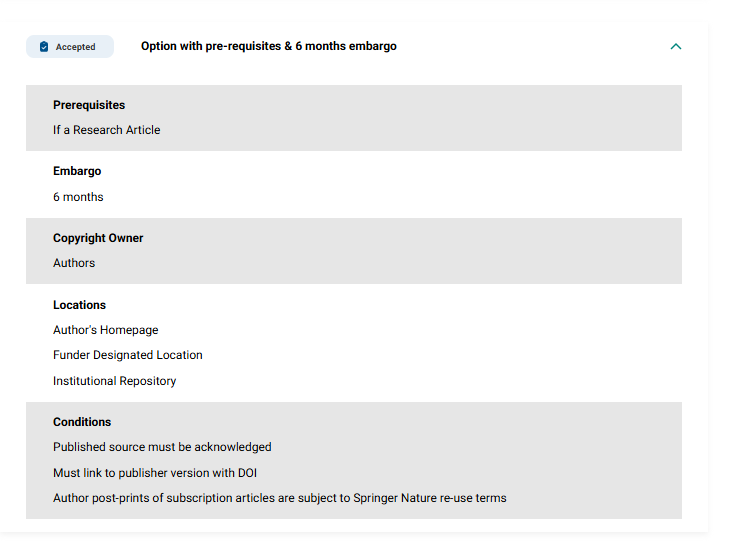 Accepted
Option with pre-requisites & 6 months embargo
Prerequisites
If a Research Article
Embargo
6 months
Copyright Owner
Authors
Locations
Author's Homepage
Funder Designated Location
Institutional Repository
Conditions
Published source must be acknowledged
Must link to publisher version with DOI
Author post-prints of subscription articles are subject to Springer Nature re-use terms